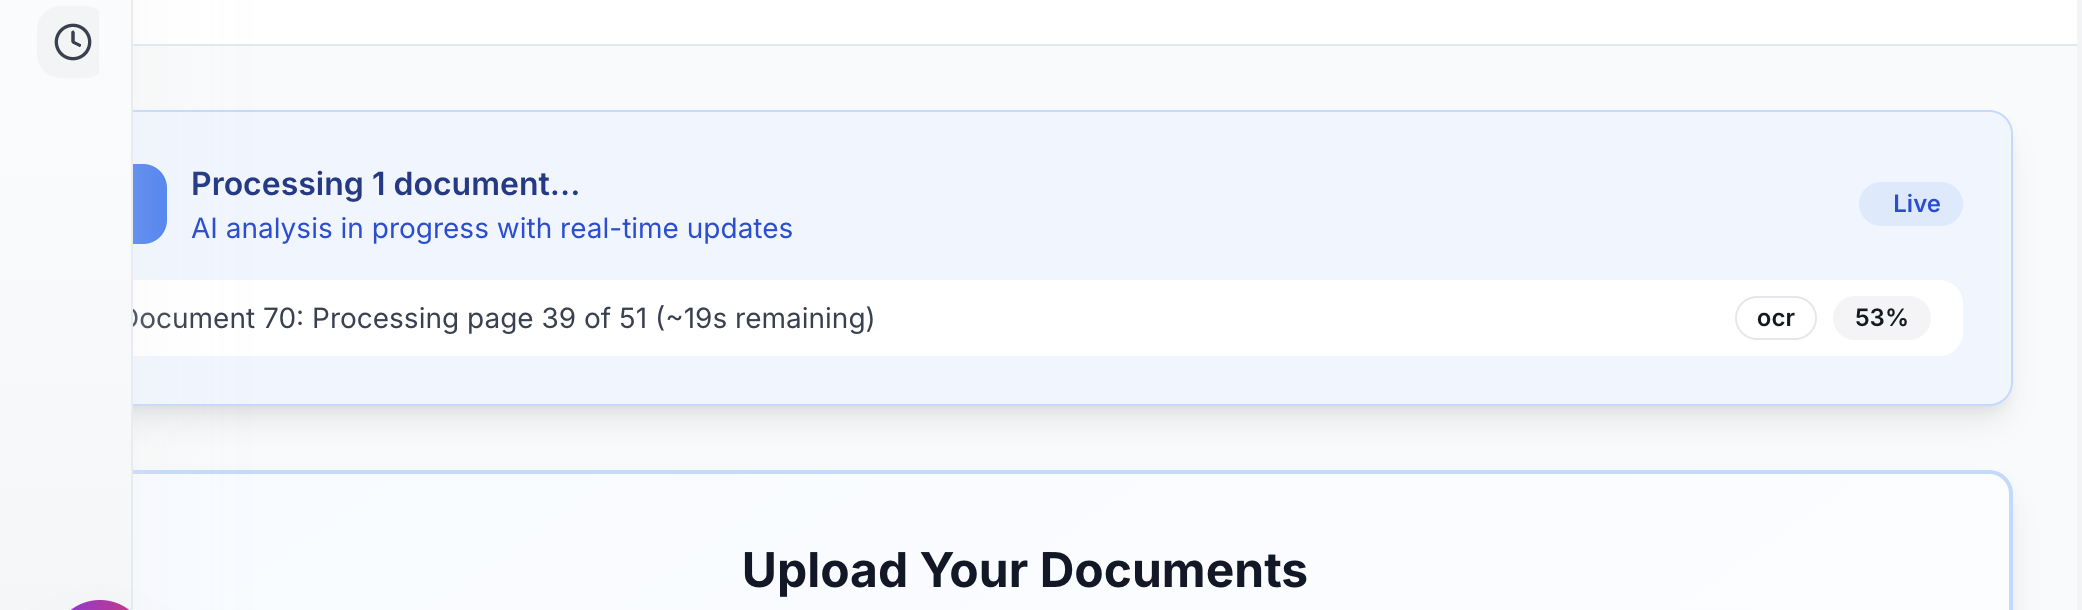 Processing 1 document...
AI analysis in progress with real-time updates
Live
Document 70: Processing page 39 of 51 (~19s remaining)
ocr
53%
Upload Your Documents